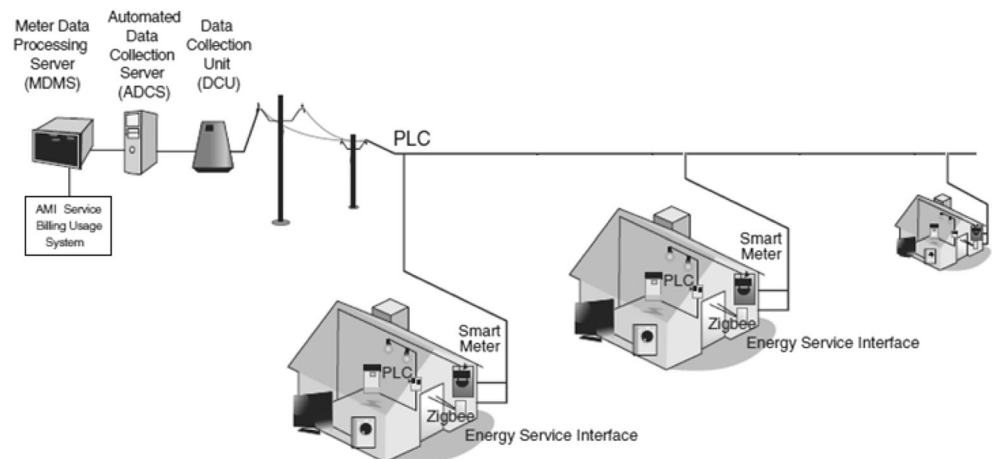 Meter Data
Processing
Server
(MDMS)
Automated
Data
Collection
Server
(ADCS)
Data
Collection
Unit
(DCU)
AMI Service
Billing Usage
System
PLC
Smart
Meter
PLC
Zigbee
Energy Service Interface
Smart
Meter
PLC
Zigbee
Energy Service Interface